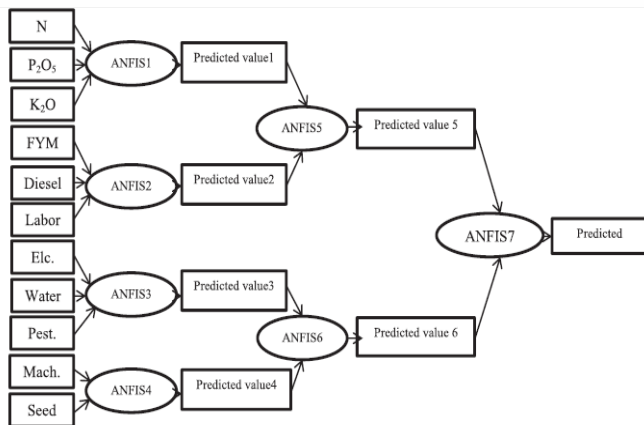 N
P₂O₅
K₂O
FYM
Diesel
Labor
Elc.
Water
Pest.
Mach.
Seed
ANFIS1
ANFIS2
ANFIS3
ANFIS4
Predicted value1
Predicted value2
Predicted value3
Predicted value4
ANFIS5
ANFIS6
Predicted value 5
Predicted value 6
ANFIS7
Predicted